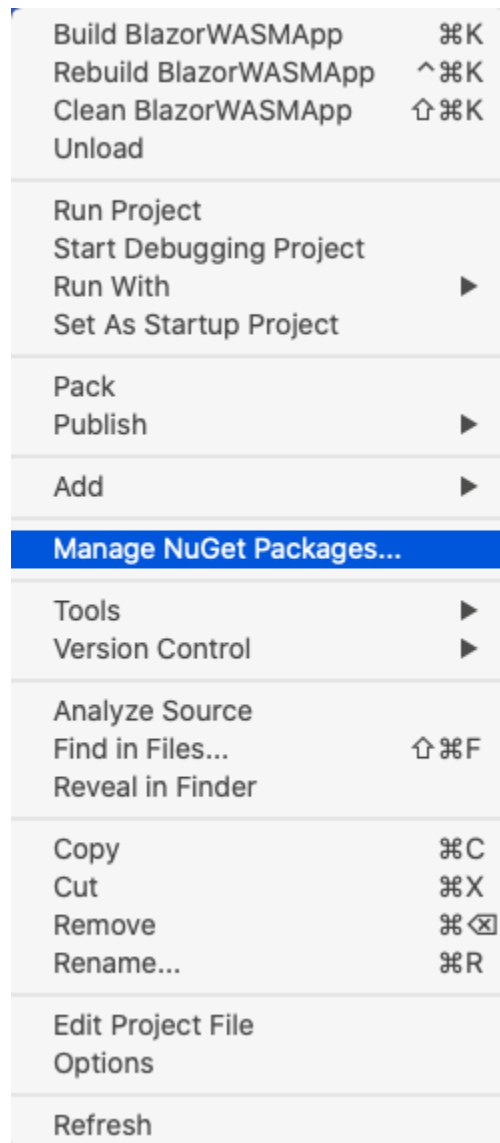 Build BlazorWASMApp ⌘K
Rebuild BlazorWASMApp ^⌘K
Clean BlazorWASMApp ⇧⌘K
Unload
Run Project
Start Debugging Project
Run With ▶
Set As Startup Project
Pack
Publish ▶
Add ▶
Manage NuGet Packages...
Tools ▶
Version Control ▶
Analyze Source
Find in Files... ⇧⌘F
Reveal in Finder
Copy ⌘C
Cut ⌘X
Remove ⌘⌫
Rename... ⌘R
Edit Project File
Options
Refresh